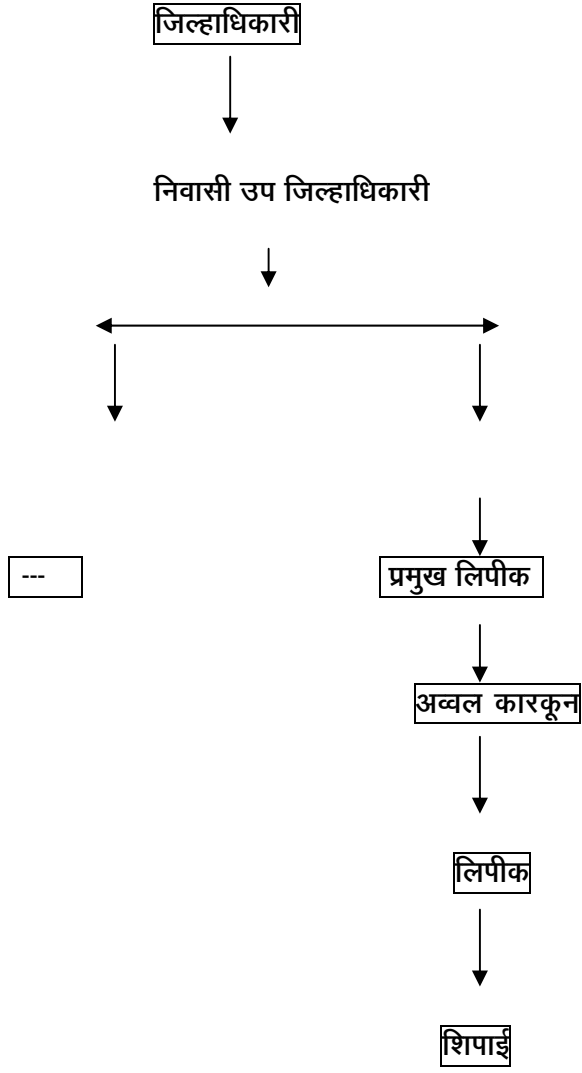 जिल्हाधिकारी
निवासी उप जिल्हाधिकारी
---
प्रमुख लिपीक
अव्वल कारकून
लिपीक
शिपाई